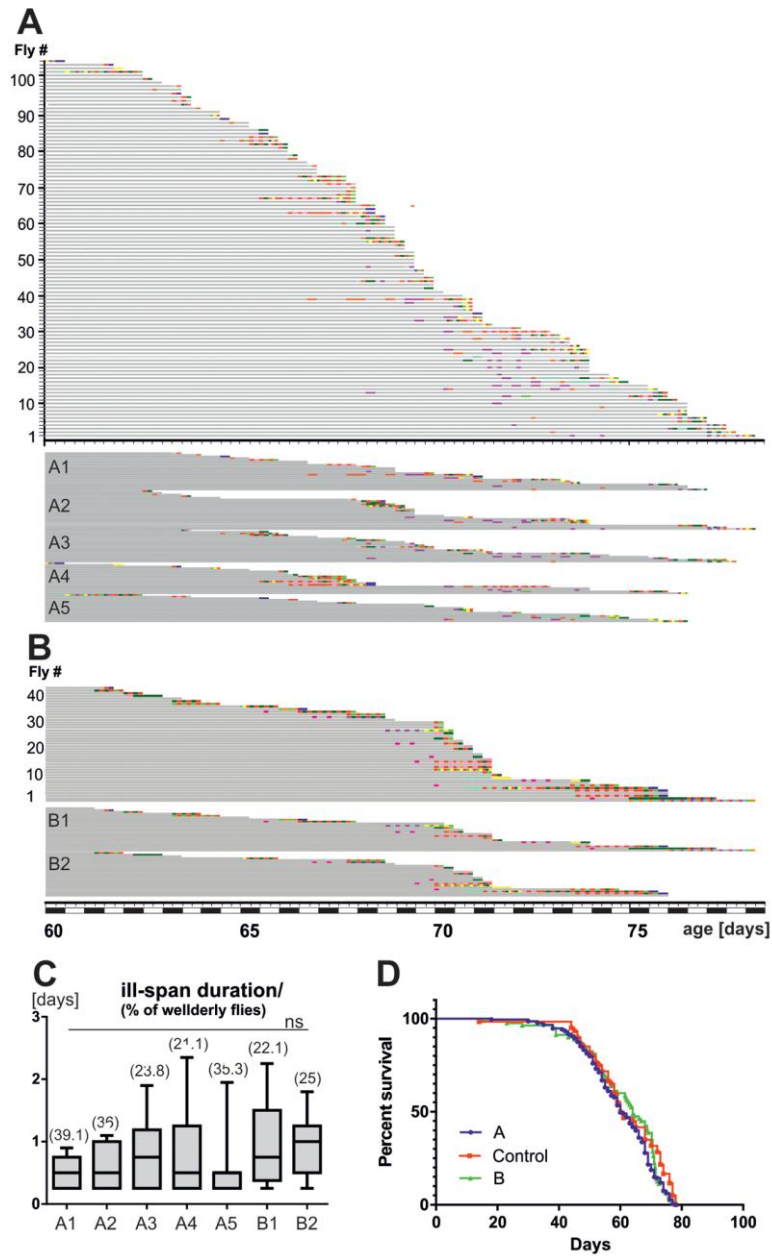 A
Fly #
100
90
80
70
60
50
40
30
20
10
1
A1
A2
A3
A4
A5
B
Fly #
40
30
20
10
1
B1
B2
60 65 70 75 age [days]
C
[days]
ill-span duration/
(% of wellderly flies)
ns
3
2
1
0
(39.1) (36) (23.8) (21.1) (35.3) (22.1) (25)
A1 A2 A3 A4 A5 B1 B2
D
Percent survival
100
50
0
A
Control
B
0 20 40 60 80 100
Days